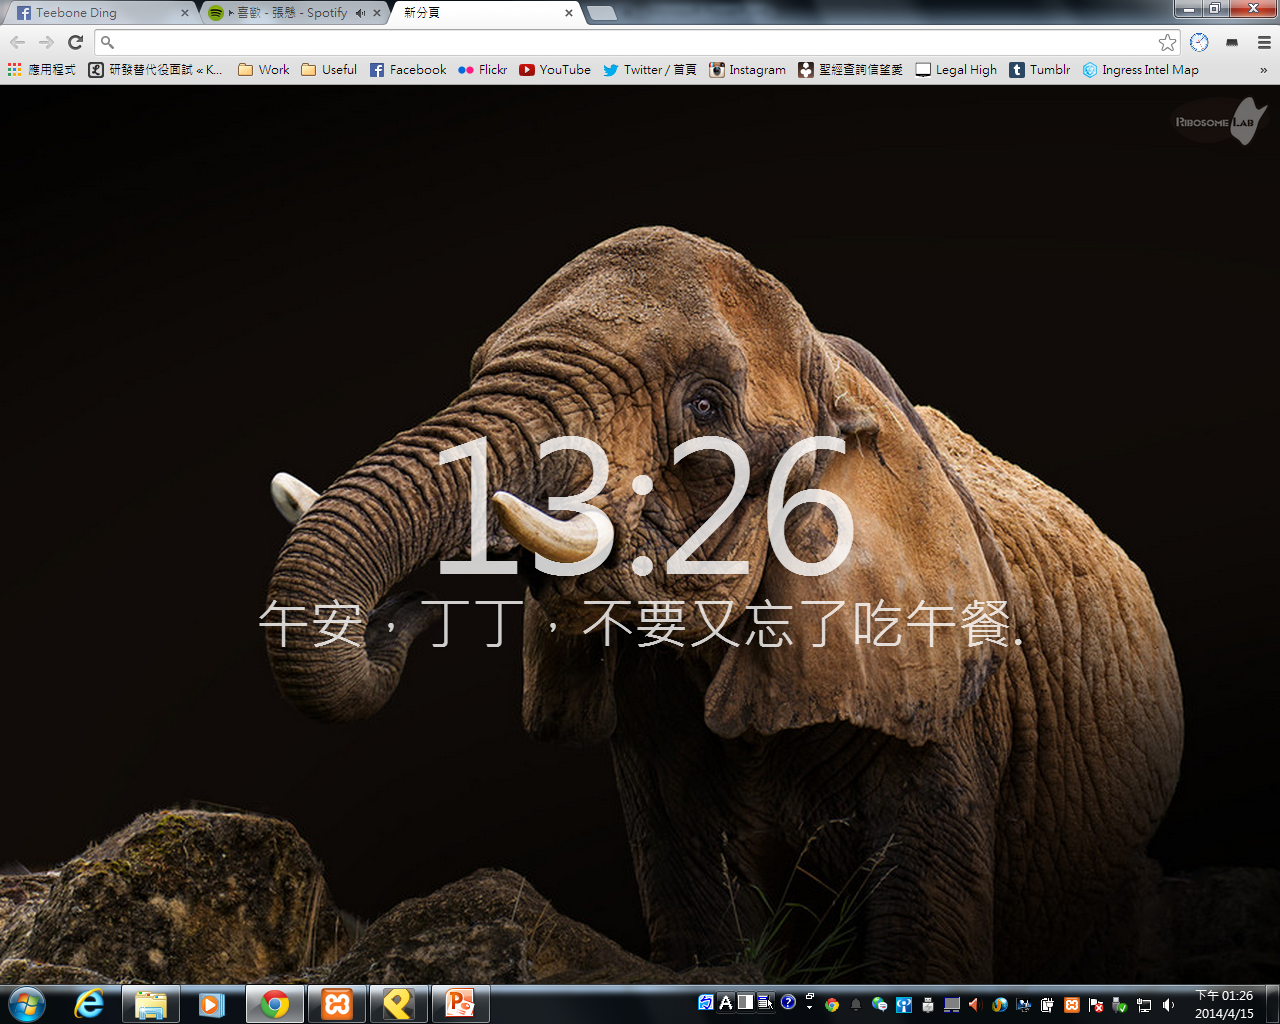 Teebone Ding
喜歡 - 張懸 - Spotify
新分頁
應用程式
研發替代役面試 « K...
Work
Useful
Facebook
Flickr
YouTube
Twitter / 首頁
Instagram
聖經查詢信望愛
Legal High
Tumblr
Ingress Intel Map
»
RIBOSOME LAB
13:26
午安，丁丁，不要又忘了吃午餐.
下午 01:26
2014/4/15